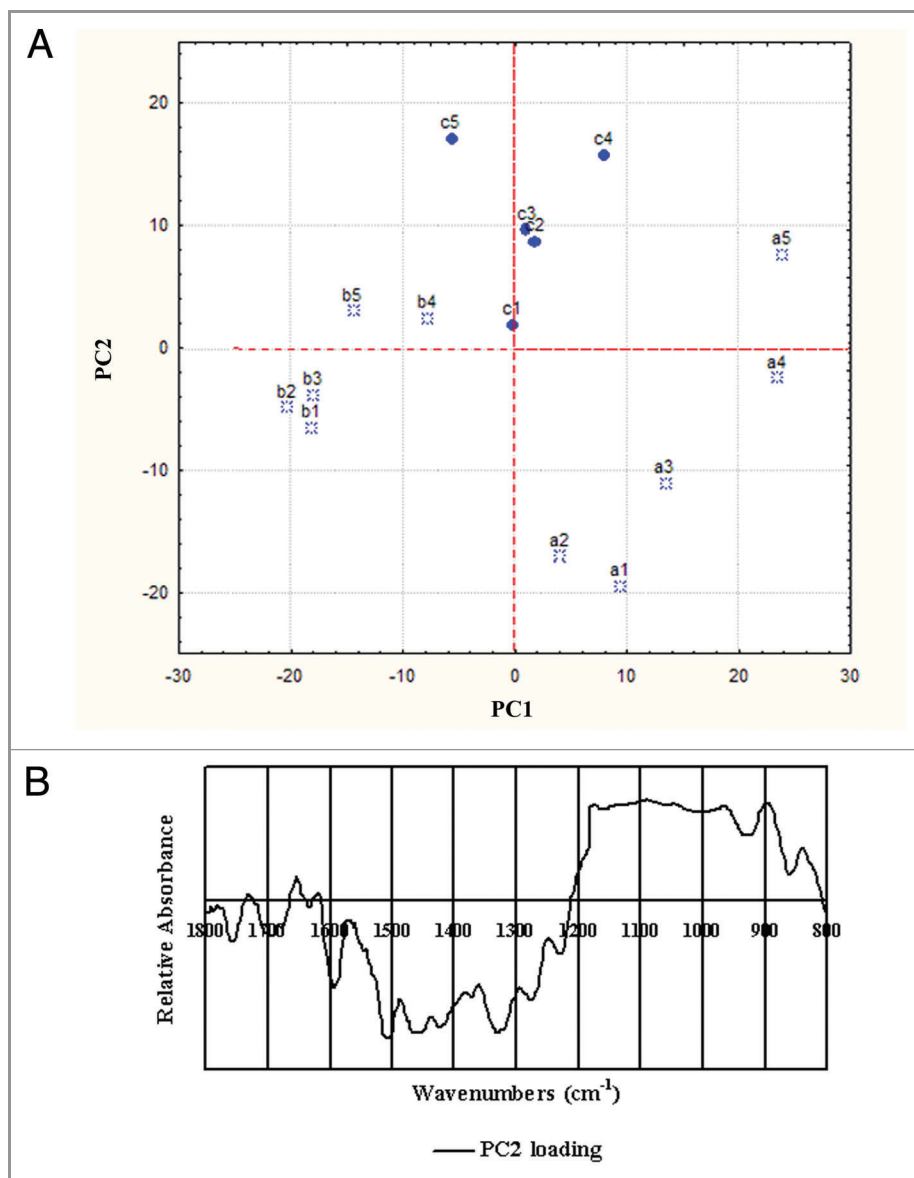 A
20
c5
c4
c3
c2
10
a5
b5
b4
c1
PC2
0
b2
b3
b1
a4
-10
a3
a2
a1
-20
-30 -20 -10 0 10 20 30
PC1
B
Relative Absorbance
1800 1700 1600 1500 1400 1300 1200 1100 1000 900 800
Wavenumbers (cm-1)
PC2 loading